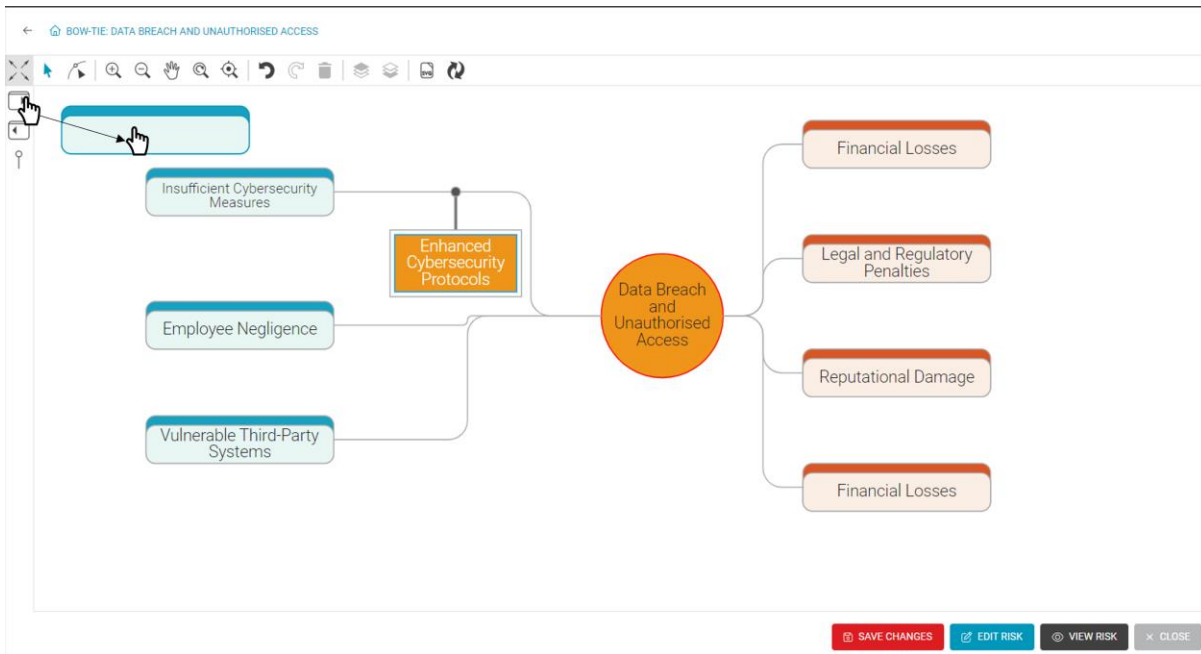 BOW-TIE: DATA BREACH AND UNAUTHORISED ACCESS
SVG
Insufficient Cybersecurity
Measures
Enhanced
Cybersecurity
Protocols
Employee Negligence
Vulnerable Third-Party
Systems
Data Breach
and
Unauthorised
Access
Financial Losses
Legal and Regulatory
Penalties
Reputational Damage
Financial Losses
SAVE CHANGES
EDIT RISK
VIEW RISK
CLOSE